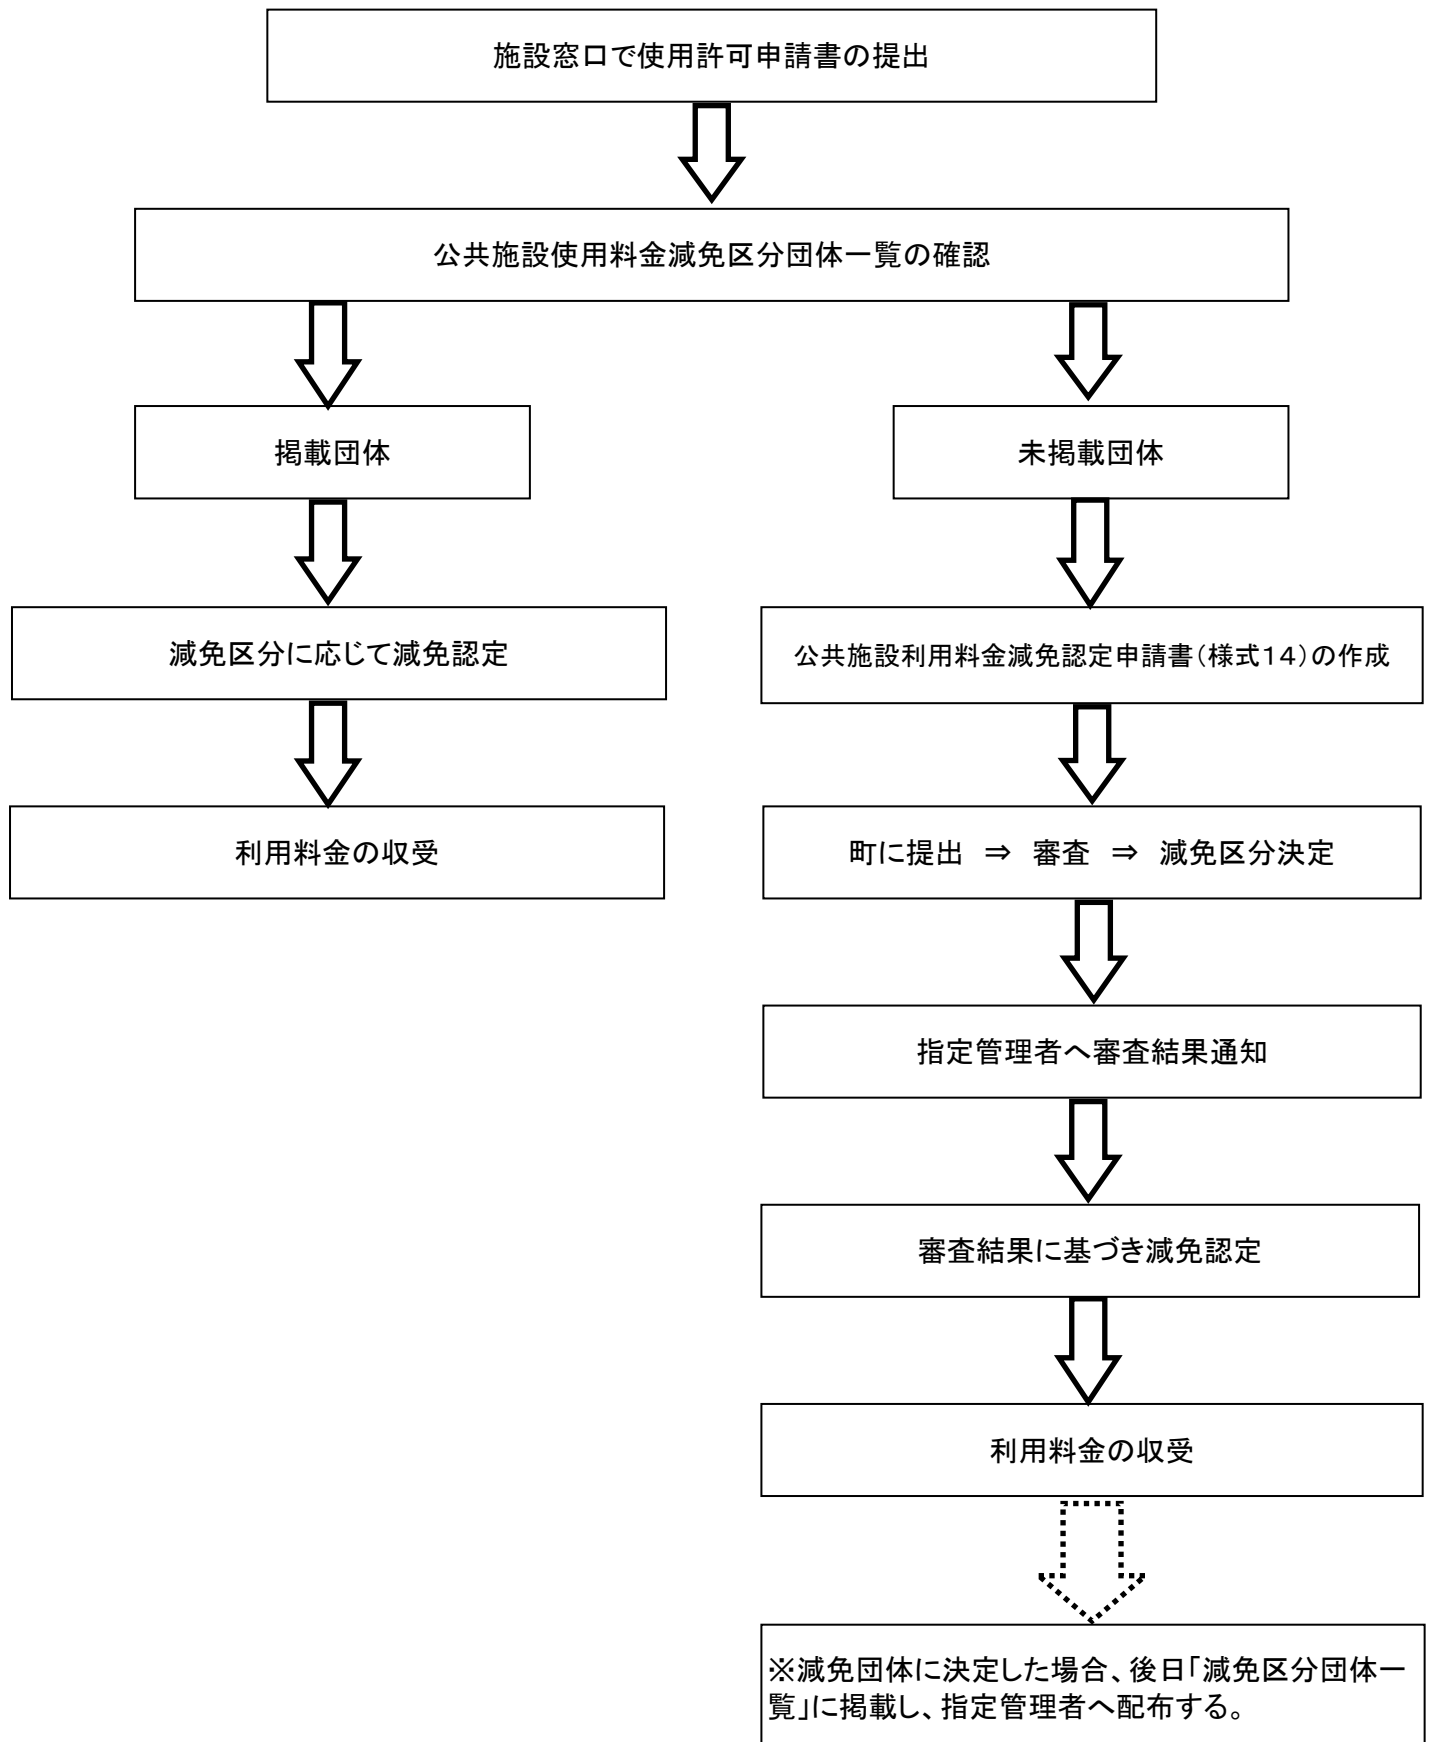 施設窓口で使用許可申請書の提出
公共施設使用料金減免区分団体一覧の確認
掲載団体
未掲載団体
減免区分に応じて減免認定
公共施設利用料金減免認定申請書（様式１４）の作成
利用料金の収受
町に提出　⇒　審査　⇒　減免区分決定
指定管理者へ審査結果通知
審査結果に基づき減免認定
利用料金の収受
※減免団体に決定した場合、後日「減免区分団体一
覧」に掲載し、指定管理者へ配布する。